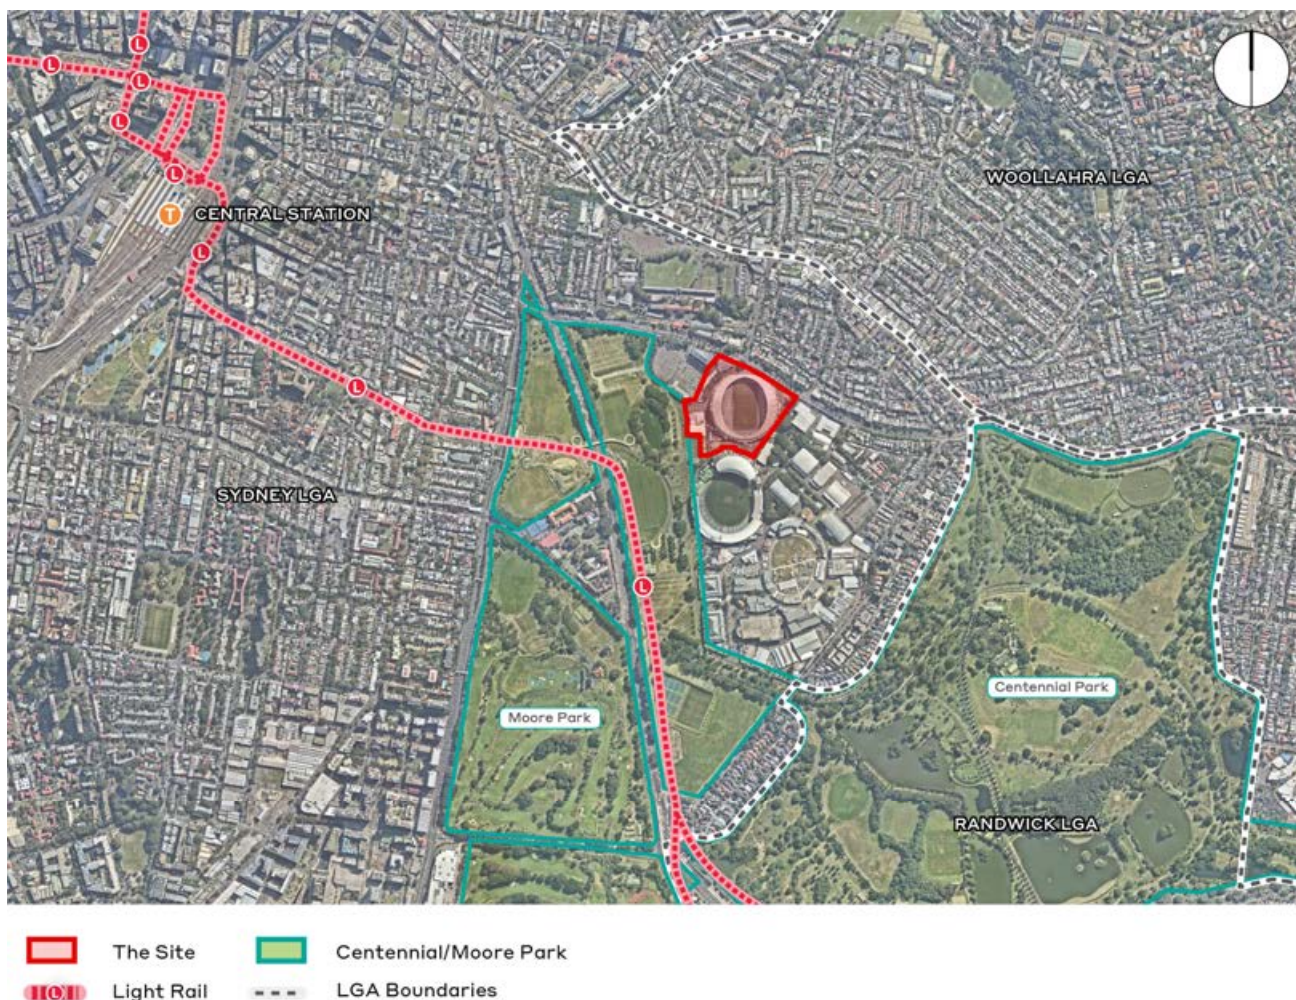 L
L
L
L
WOOLLAHRA LGA
L
T CENTRAL STATION
L
L
SYDNEY LGA
L
Centennial Park
Moore Park
RANDWICK LGA
The Site
Centennial/Moore Park
L Light Rail
LGA Boundaries